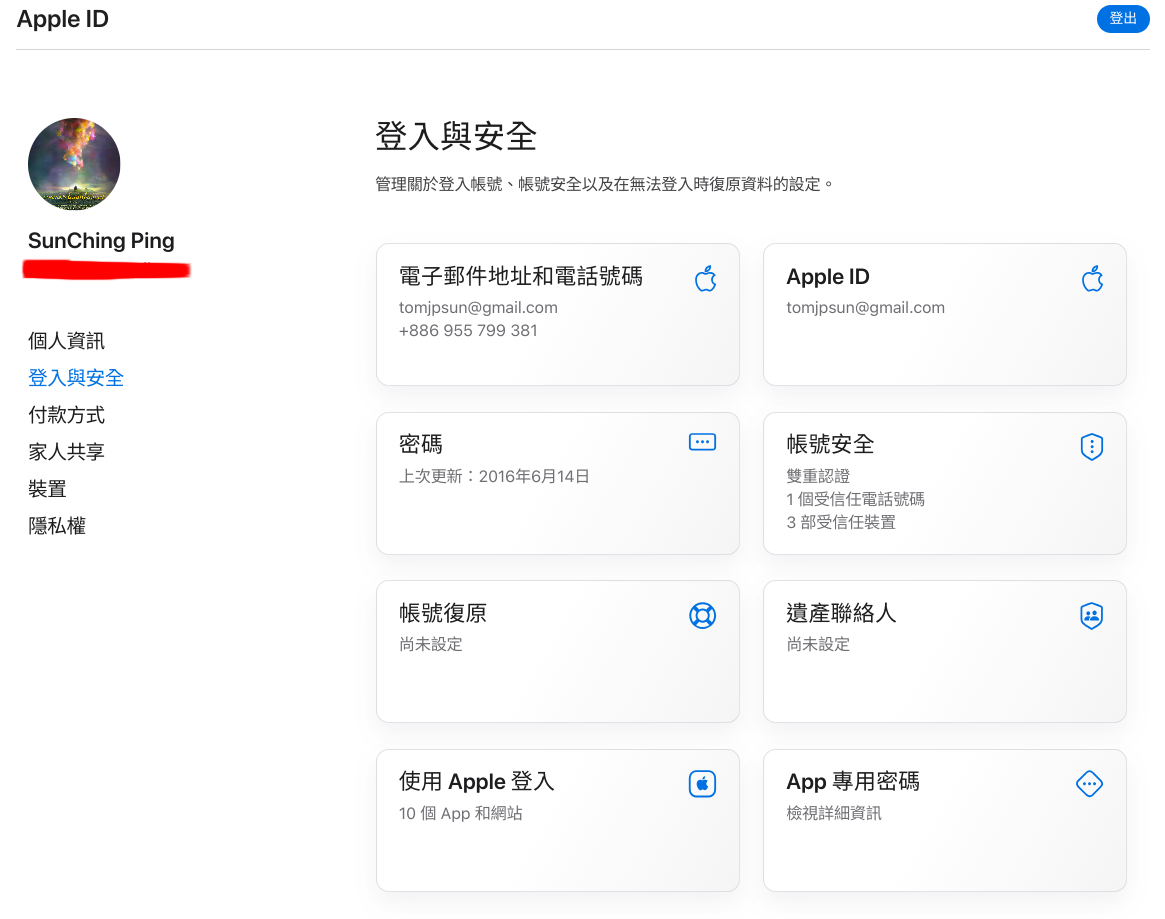 Apple ID
登出
SunChing Ping
個人資訊
登入與安全
付款方式
家人共享
裝置
隱私權
登入與安全
管理關於登入帳號、帳號安全以及在無法登入時復原資料的設定。
電子郵件地址和電話號碼
tomjpsun@gmail.com
+886 955 799 381
Apple ID
tomjpsun@gmail.com
密碼
上次更新：2016年6月14日
帳號安全
雙重認證
1 個受信任電話號碼
3 部受信任裝置
帳號復原
尚未設定
遺產聯絡人
尚未設定
使用 Apple 登入
10 個 App 和網站
App 專用密碼
檢視詳細資訊